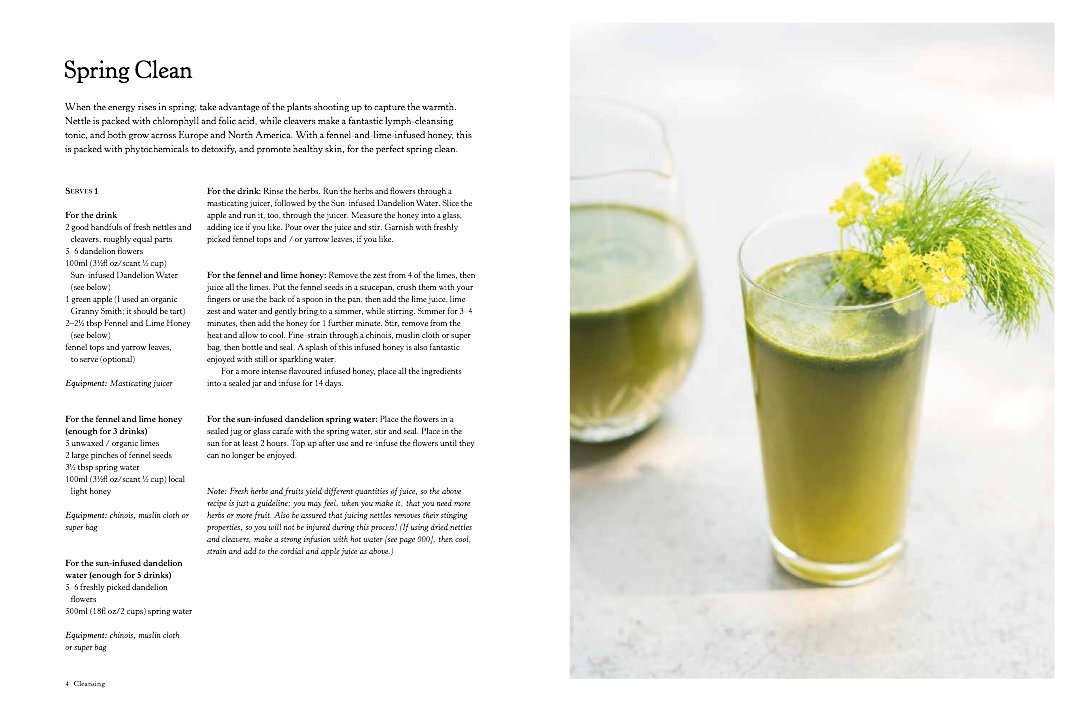 Spring Clean
When the energy rises in spring, take advantage of the plants shooting up to capture the warmth.
Nettle is packed with chlorophyll and folic acid, while cleavers make a fantastic lymph-cleansing
tonic, and both grow across Europe and North America. With a fennel-and-lime-infused honey, this
is packed with phytochemicals to detoxify, and promote healthy skin, for the perfect spring clean.
SERVES 1
For the drink
2 good handfuls of fresh nettles and
cleavers, roughly equal parts
5–6 dandelion flowers
100ml (3½fl oz/scant ½ cup)
Sun-infused Dandelion Water
(see below)
1 green apple (I used an organic
Granny Smith; it should be tart)
2–2½ tbsp Fennel and Lime Honey
(see below)
fennel tops and yarrow leaves,
to serve (optional)
Equipment: Masticating juicer
For the fennel and lime honey
(enough for 3 drinks)
5 unwaxed / organic limes
2 large pinches of fennel seeds
3½ tbsp spring water
100ml (3½fl oz/scant ½ cup) local
light honey
Equipment: chinois, muslin cloth or
super bag
For the sun-infused dandelion
water (enough for 5 drinks)
5–6 freshly picked dandelion
flowers
500ml (18fl oz/2 cups) spring water
Equipment: chinois, muslin cloth
or super bag
For the drink: Rinse the herbs. Run the herbs and flowers through a
masticating juicer, followed by the Sun-infused Dandelion Water. Slice the
apple and run it, too, through the juicer. Measure the honey into a glass,
adding ice if you like. Pour over the juice and stir. Garnish with freshly
picked fennel tops and / or yarrow leaves, if you like.
For the fennel and lime honey: Remove the zest from 4 of the limes, then
juice all the limes. Put the fennel seeds in a saucepan, crush them with your
fingers or use the back of a spoon in the pan, then add the lime juice, lime
zest and water and gently bring to a simmer, while stirring. Simmer for 3–4
minutes, then add the honey for 1 further minute. Stir, remove from the
heat and allow to cool. Fine-strain through a chinois, muslin cloth or super
bag, then bottle and seal. A splash of this infused honey is also fantastic
enjoyed with still or sparkling water.
For a more intense flavoured infused honey, place all the ingredients
into a sealed jar and infuse for 14 days.
For the sun-infused dandelion spring water: Place the flowers in a
sealed jug or glass carafe with the spring water, stir and seal. Place in the
sun for at least 2 hours. Top up after use and re-infuse the flowers until they
can no longer be enjoyed.
Note: Fresh herbs and fruits yield different quantities of juice, so the above
recipe is just a guideline; you may feel, when you make it, that you need more
herbs or more fruit. Also be assured that juicing nettles removes their stinging
properties, so you will not be injured during this process! (If using dried nettles
and cleavers, make a strong infusion with hot water [see page 000], then cool,
strain and add to the cordial and apple juice as above.)
4 Cleansing